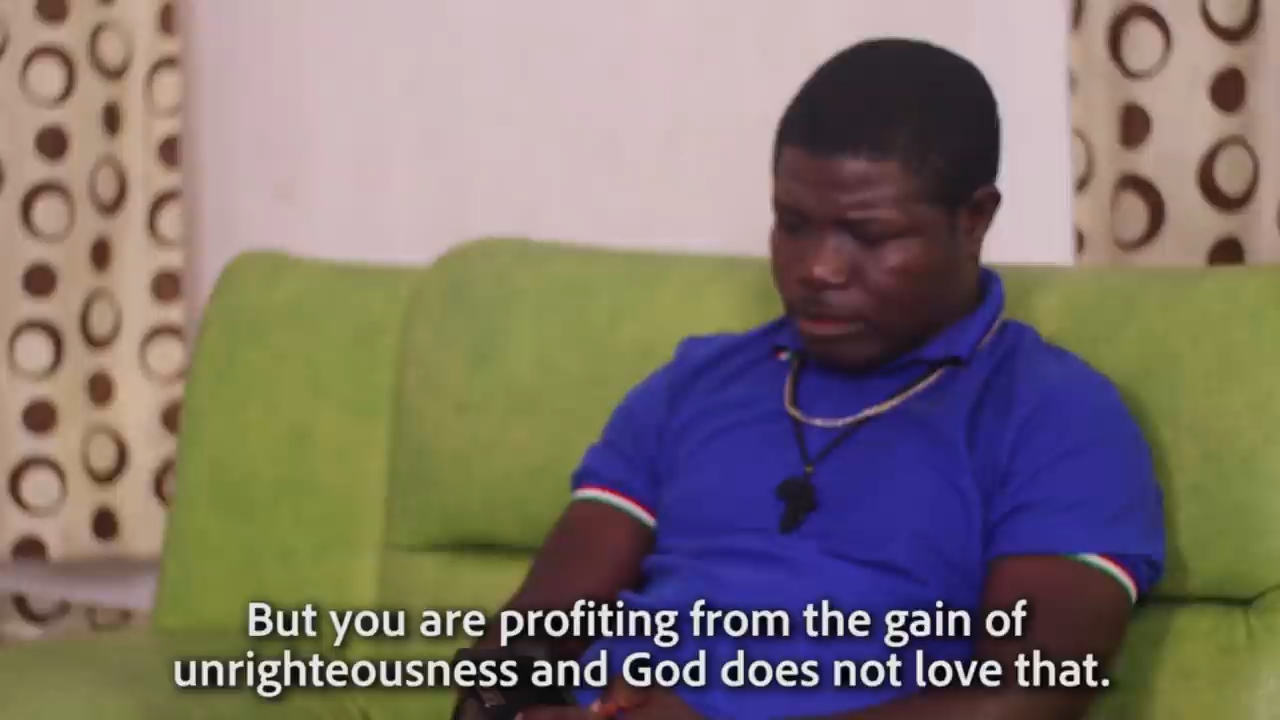 But you are profiting from the gain of
unrighteousness and God does not love that.